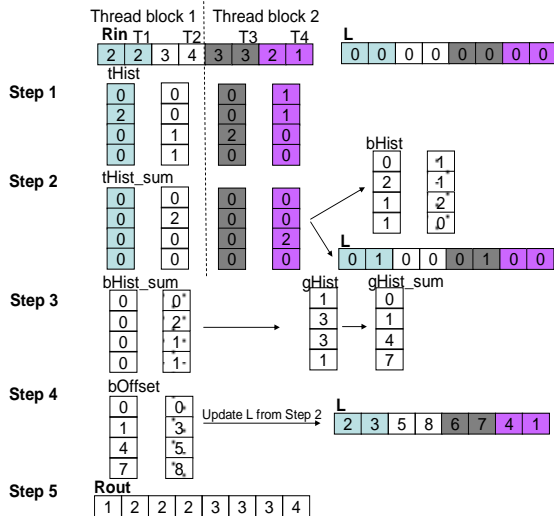 Thread block 1 Thread block 2
Rin T1 T2 T3 T4 L
2 2 3 4 3 3 2 1 0 0 0 0 0 0 0 0
tHist
Step 1
0 0 0 1
2 0 0 1
0 1 2 0
0 1 0 0
bHist
Step 2
tHist_sum
0 0 0 0
0 2 0 0
0 0 0 2
0 0 0 0
0 1
2 1
1 2
1 0
L
0 1 0 0 0 1 0 0
Step 3
bHist_sum gHist gHist_sum
0 0 1 0
0 2 3 1
0 1 3 4
0 1 1 7
Step 4
bOffset
0 0
1 3
4 5
7 8
Update L from Step 2
L
2 3 5 8 6 7 4 1
Step 5
Rout
1 2 2 2 3 3 3 4